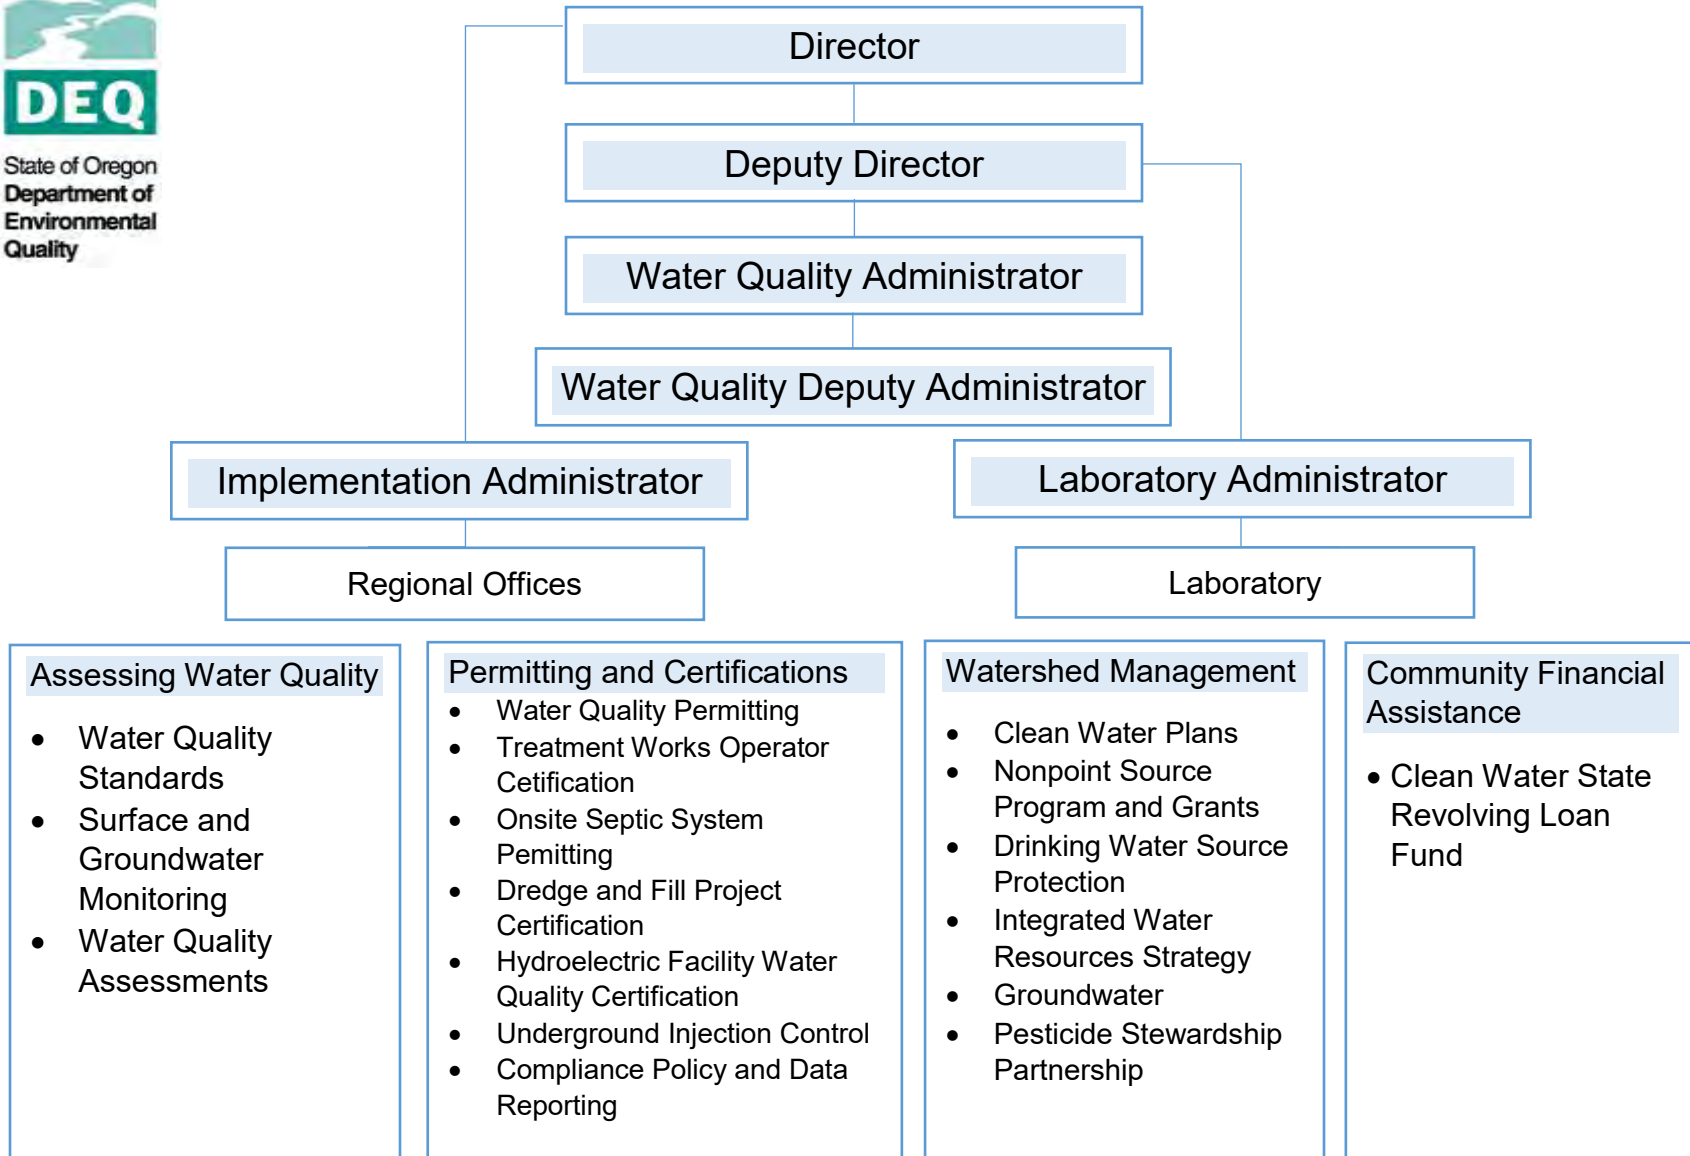 DEQ
State of Oregon
Department of
Environmental
Quality
Director
Deputy Director
Water Quality Administrator
Water Quality Deputy Administrator
Implementation Administrator
Laboratory Administrator
Regional Offices
Laboratory
Assessing Water Quality
• Water Quality
Standards
• Surface and
Groundwater
Monitoring
• Water Quality
Assessments
Permitting and Certifications
• Water Quality Permitting
• Treatment Works Operator
Cetification
• Onsite Septic System
Pemitting
• Dredge and Fill Project
Certification
• Hydroelectric Facility Water
Quality Certification
• Underground Injection Control
• Compliance Policy and Data
Reporting
Watershed Management
• Clean Water Plans
• Nonpoint Source
Program and Grants
• Drinking Water Source
Protection
• Integrated Water
Resources Strategy
• Groundwater
• Pesticide Stewardship
Partnership
Community Financial
Assistance
• Clean Water State
Revolving Loan
Fund